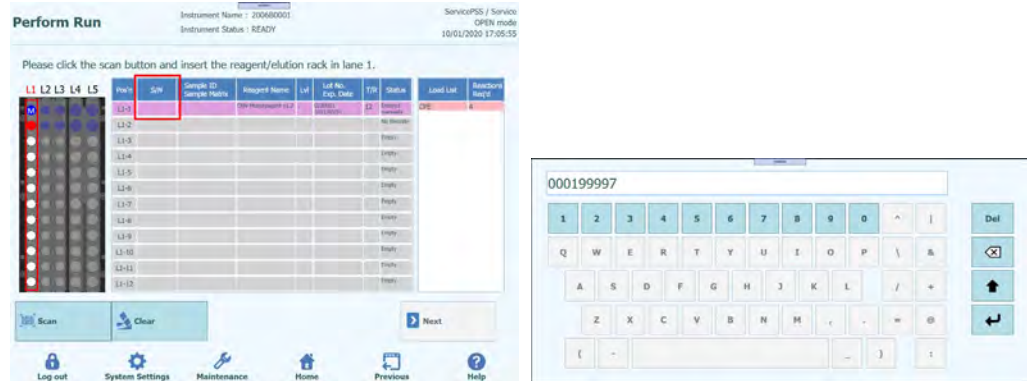 Perform Run
Instrument Name : 200680001
Instrument Status : READY
ServicePSS / Service
OPEN mode
10/01/2020 17:05:55
Please click the scan button and insert the reagent/elution rack in lane 1.
L1 L2 L3 L4 L5
Pos'n S/N Sample ID Sample Matrix Reagent Name Lvl Lot No. Exp. Date T/R Status
Load List Reactions Req'd
M
L1-1 12
CPE 6
L1-2
L1-3 Empty
L1-4 Empty
L1-5 Empty
L1-6 Empty
L1-7 Empty
L1-8 Empty
L1-9 Empty
L1-10 Empty
L1-11 Empty
L1-12 Empty
Scan
Clear
Next
Log out
System Settings
Maintenance
Home
Previous
Help
000199997
1 2 3 4 5 6 7 8 9 0 ^ | Del
Q W E R T Y U I O P \ &
A S D F G H J K L / +
Z X C V B N M , . = @
( - _ ) :